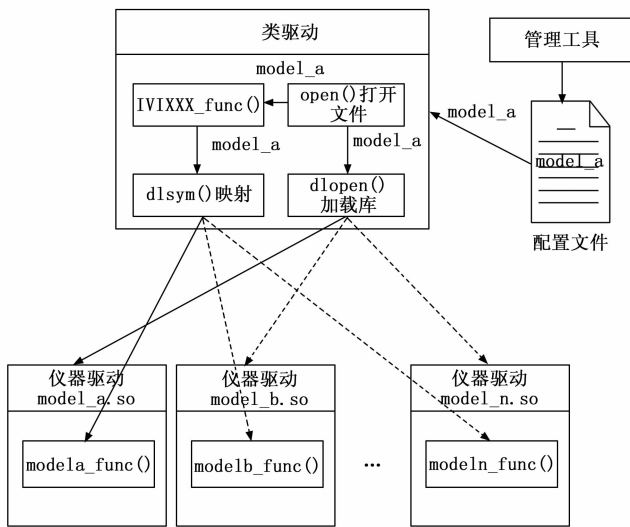 类驱动
管理工具
model_a
IVIXXX_func()
open()打开
文件
model_a
model_a
model_a
model_a
dlsym()映射
dlopen()
加载库
配置文件
仪器驱动
model_a.so
仪器驱动
model_b.so
仪器驱动
model_n.so
modela_func()
modelb_func()
...
modeln_func()